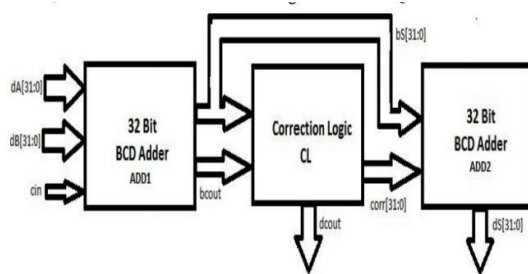 bS[31:0]
dA[31:0]
dB[31:0]
cin
32 Bit
BCD Adder
ADD1
bcout
Correction Logic
CL
dcout
corr[31:0]
32 Bit
BCD Adder
ADD2
dS[31:0]